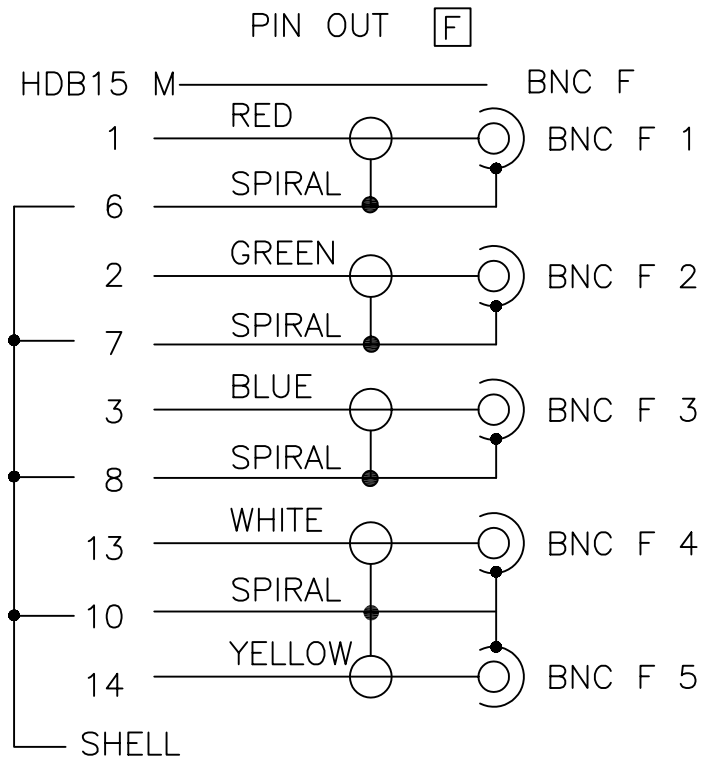 PIN OUT F
HDB15 M BNC F
1 RED BNC F 1
6 SPIRAL
2 GREEN BNC F 2
7 SPIRAL
3 BLUE BNC F 3
8 SPIRAL
13 WHITE BNC F 4
10 SPIRAL
14 YELLOW BNC F 5
SHELL